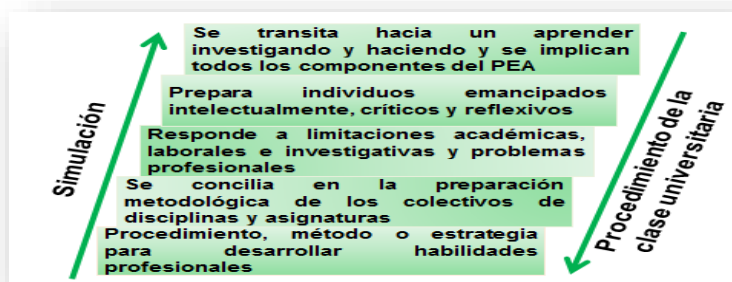 Se transita hacia un aprender
investigando y haciendo y se implican
todos los componentes del PEA
Prepara individuos emancipados
intelectualmente, críticos y reflexivos
Responde a limitaciones académicas,
laborales e investigativas y problemas
profesionales
Se concilia en la preparación
metodológica de los colectivos de
disciplinas y asignaturas
Procedimiento, método o estrategia
para desarrollar habilidades
profesionales
Simulación
Procedimiento de la
clase universitaria